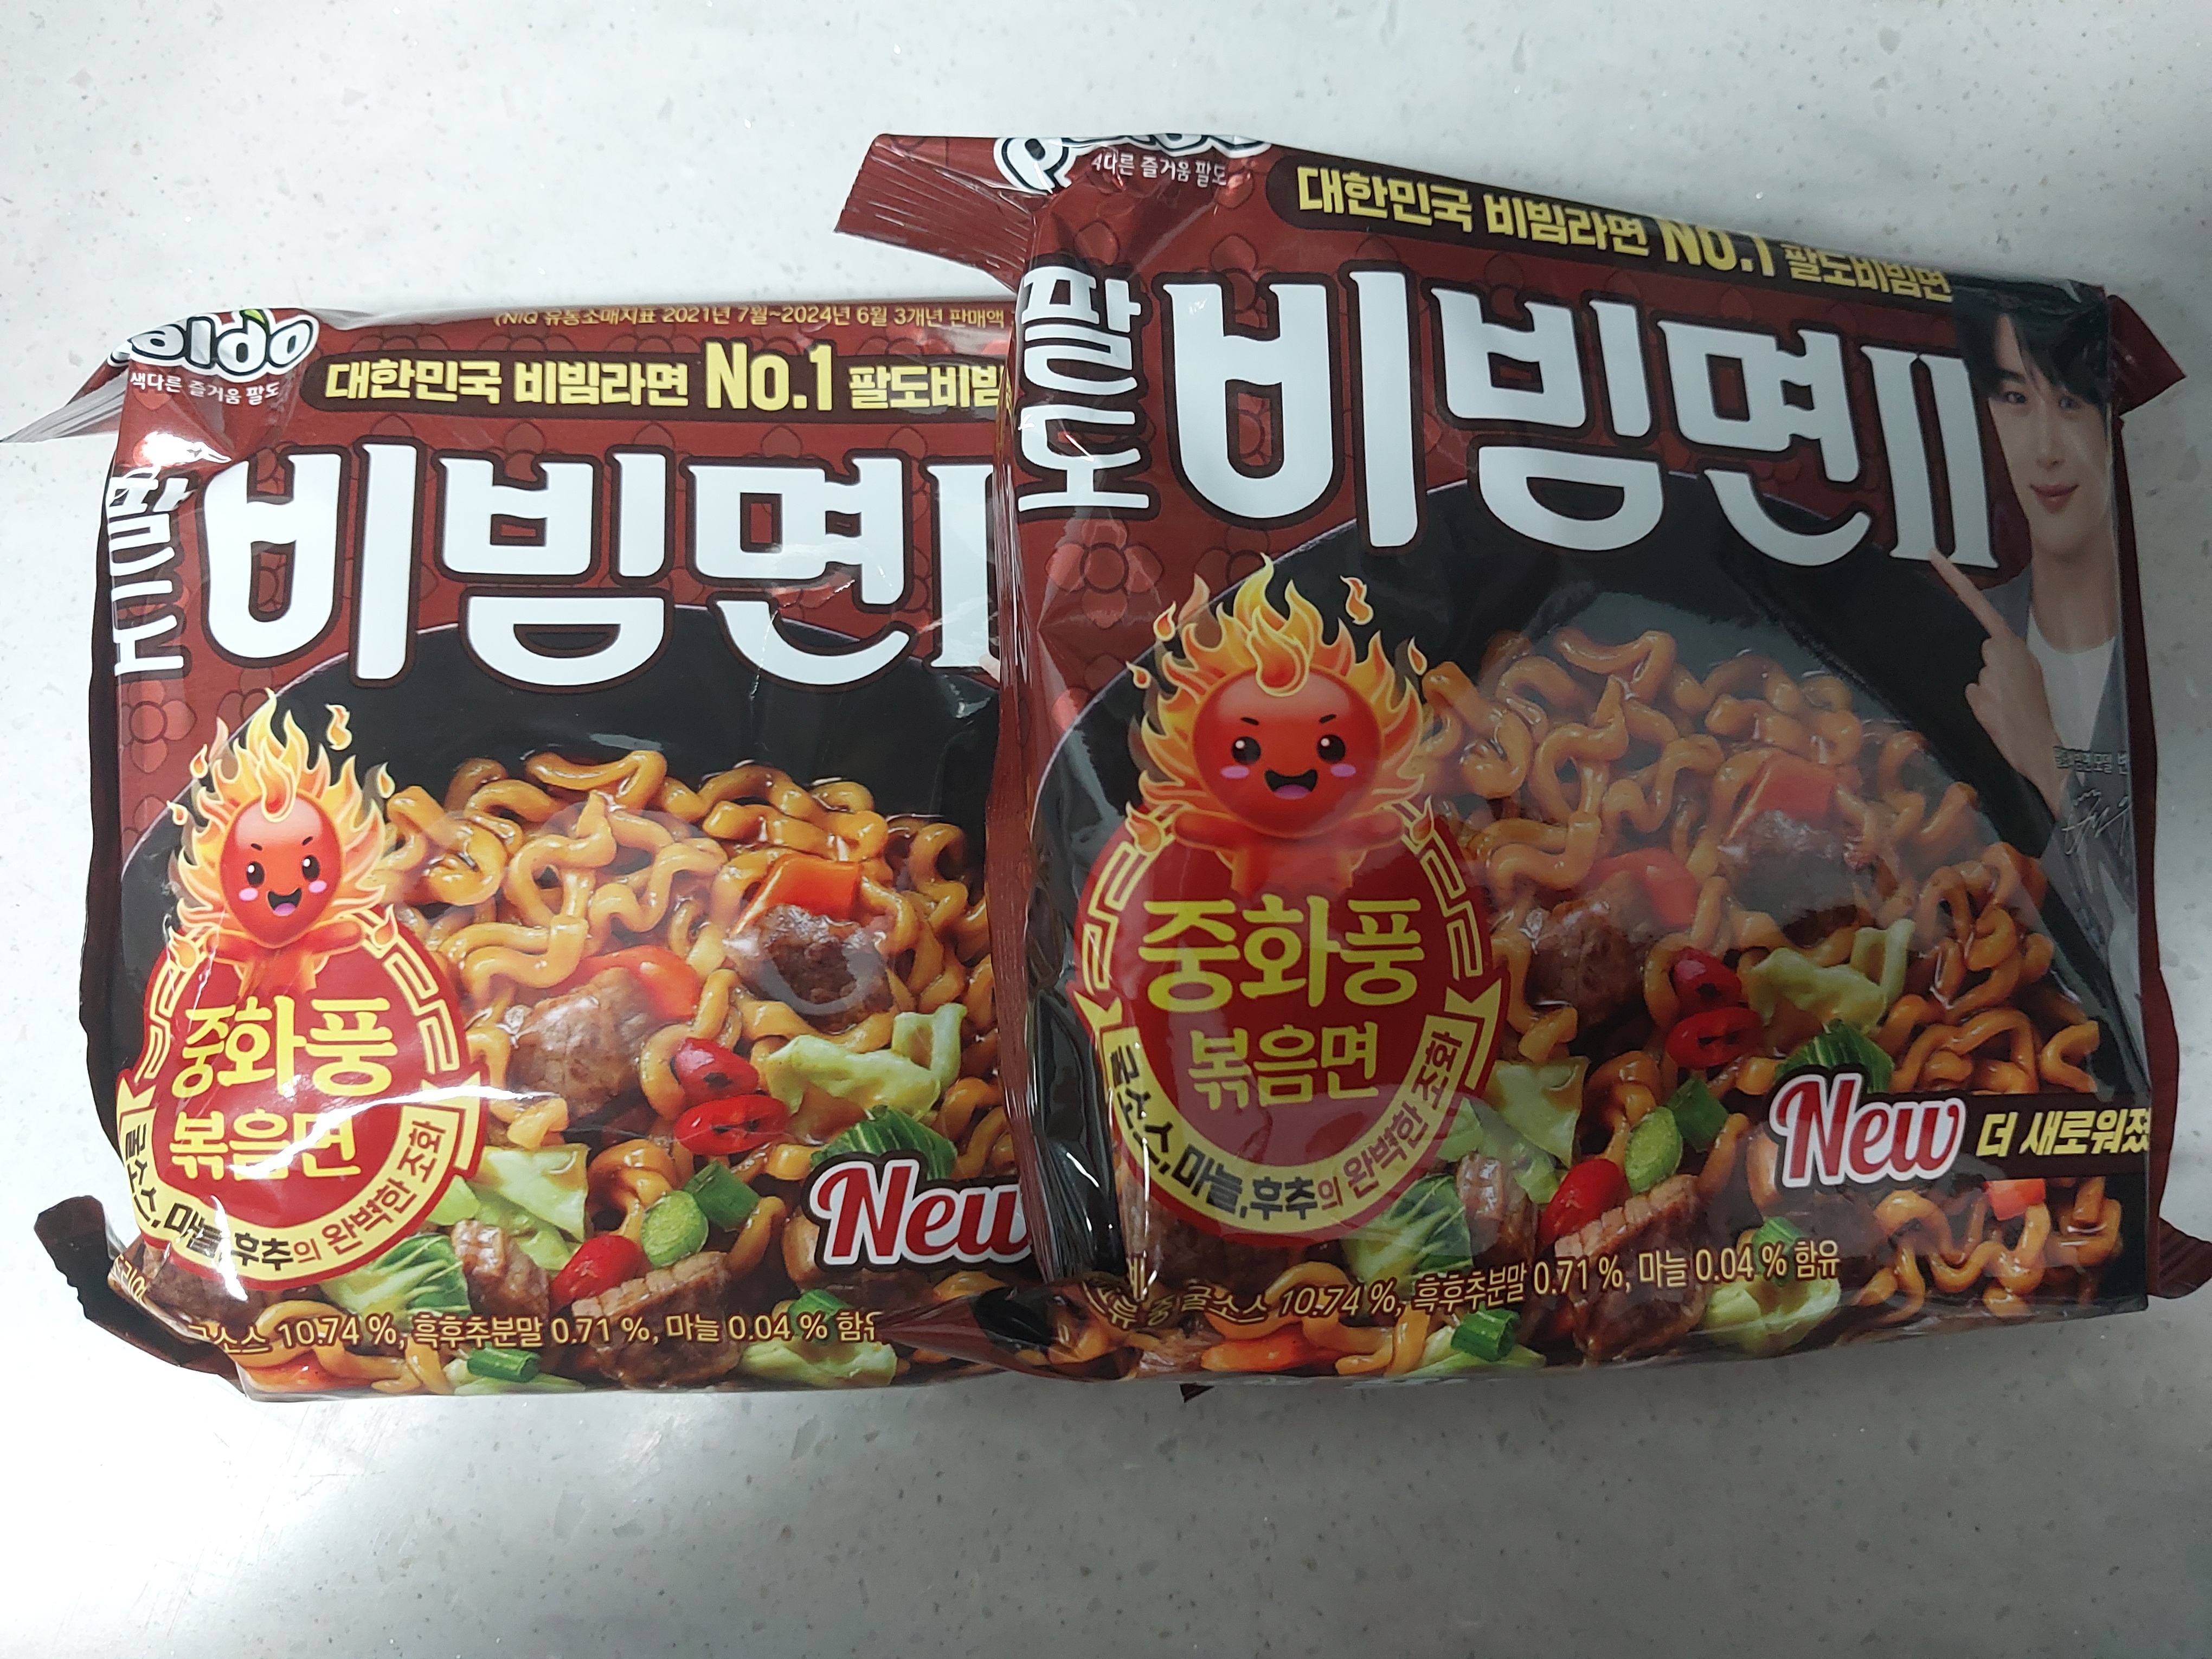 aldo
색다른 즐거움 팔도
(NIQ 유통소매지표 2021년 7월~2024년 6월 3개년 판매액
대한민국 비빔라면 No.1 팔도비빔
팔도
비빔면
중화풍
볶음면
굴소스, 마늘, 후추의 완벽한 조화
New
굴소스 10.74 %, 흑후추분말 0.71 %, 마늘 0.04 % 함유
색다른 즐거움 팔도
대한민국 비빔라면 NO.1 팔도비빔면
팔도
비빔면II
중화풍
볶음면
굴소스, 마늘, 후추의 완벽한 조화
New 더 새로워졌
굴소스 10.74 %, 흑후추분말 0.71 %, 마늘 0.04 % 함유